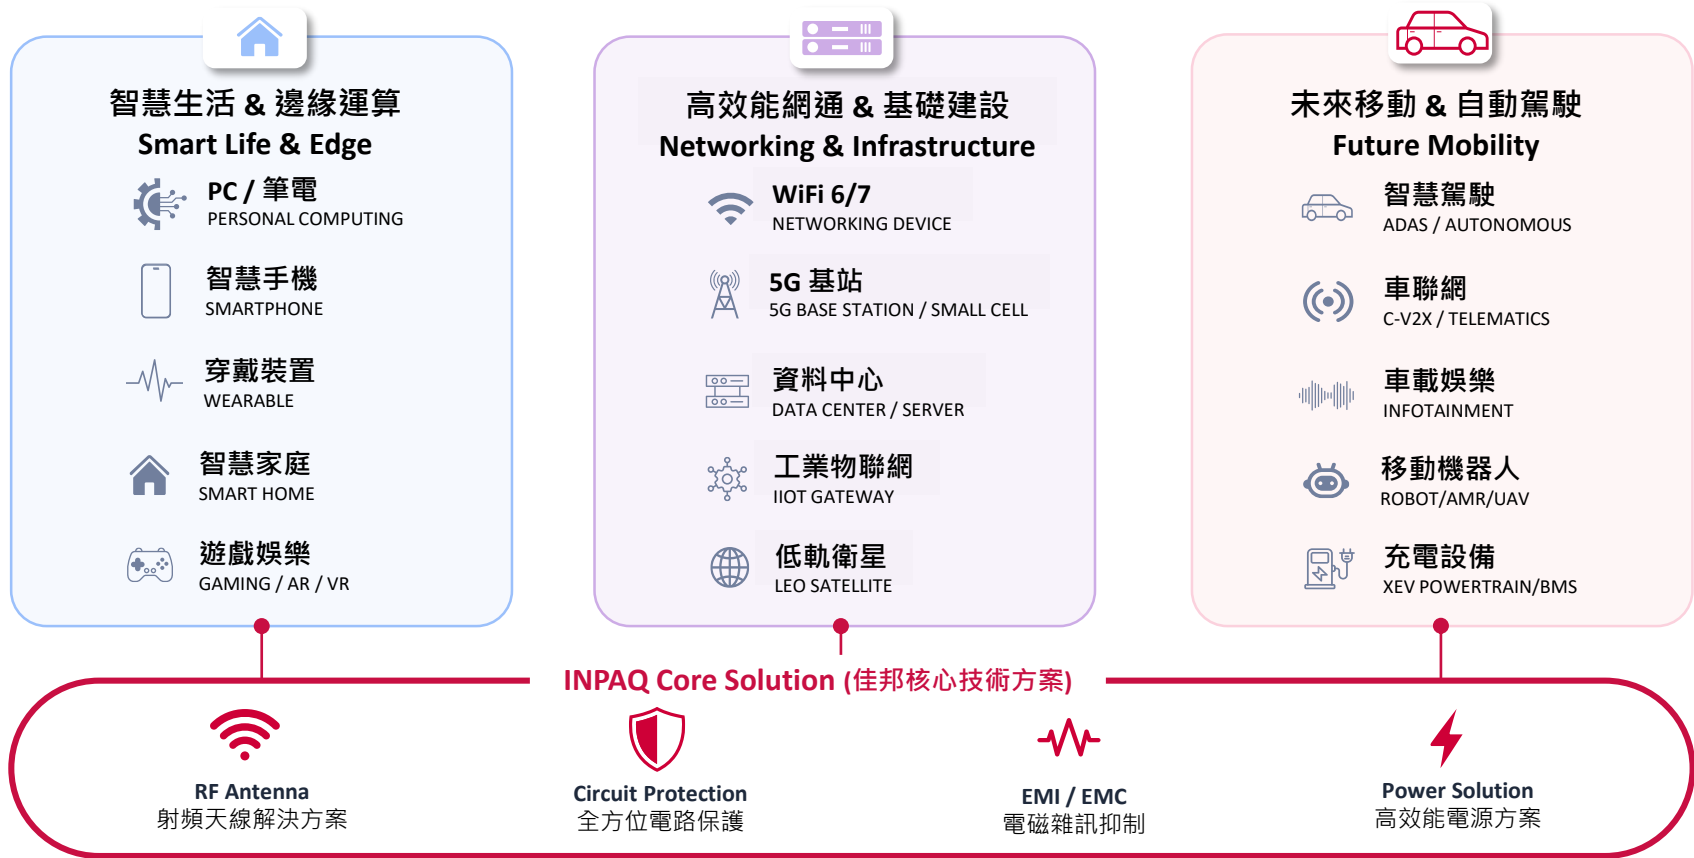 智慧生活 & 邊緣運算
Smart Life & Edge
PC / 筆電
PERSONAL COMPUTING
智慧手機
SMARTPHONE
穿戴裝置
WEARABLE
智慧家庭
SMART HOME
遊戲娛樂
GAMING / AR / VR
高效能網通 & 基礎建設
Networking & Infrastructure
WiFi 6/7
NETWORKING DEVICE
5G 基站
5G BASE STATION / SMALL CELL
資料中心
DATA CENTER / SERVER
工業物聯網
IIOT GATEWAY
低軌衛星
LEO SATELLITE
未來移動 & 自動駕駛
Future Mobility
智慧駕駛
ADAS / AUTONOMOUS
車聯網
C-V2X / TELEMATICS
車載娛樂
INFOTAINMENT
移動機器人
ROBOT/AMR/UAV
充電設備
XEV POWERTRAIN/BMS
INPAQ Core Solution (佳邦核心技術方案)
RF Antenna
射頻天線解決方案
Circuit Protection
全方位電路保護
EMI / EMC
電磁雜訊抑制
Power Solution
高效能電源方案